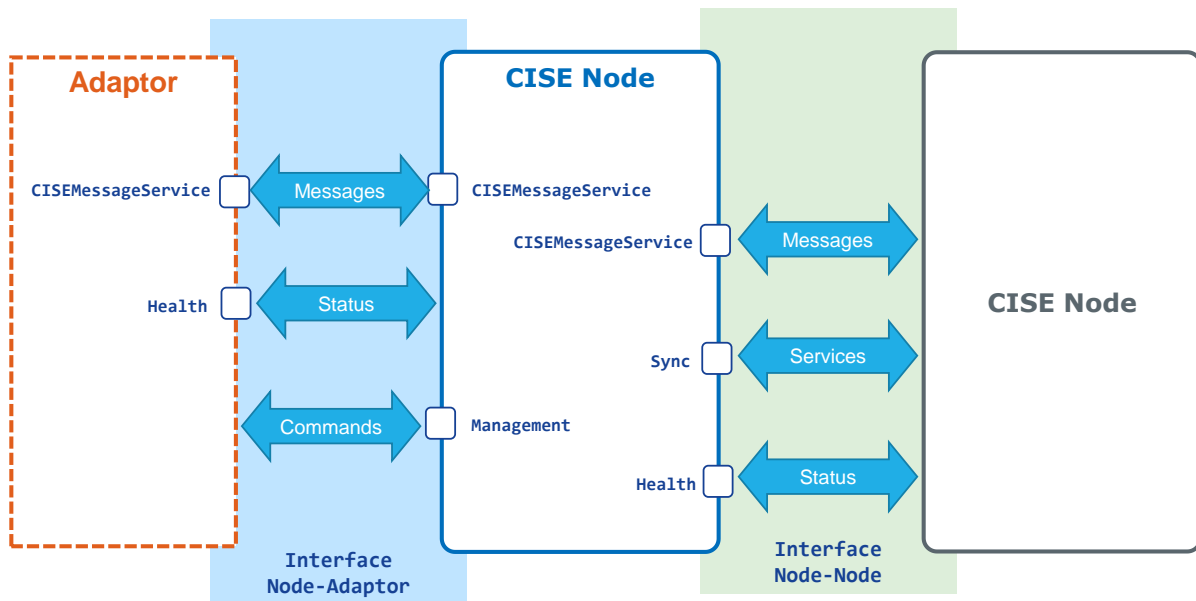 Adaptor
CISE Node
CISEMessageService
Messages
CISEMessageService
CISEMessageService
Messages
Health
Status
CISE Node
Sync
Services
Commands
Management
Health
Status
Interface
Node-Adaptor
Interface
Node-Node